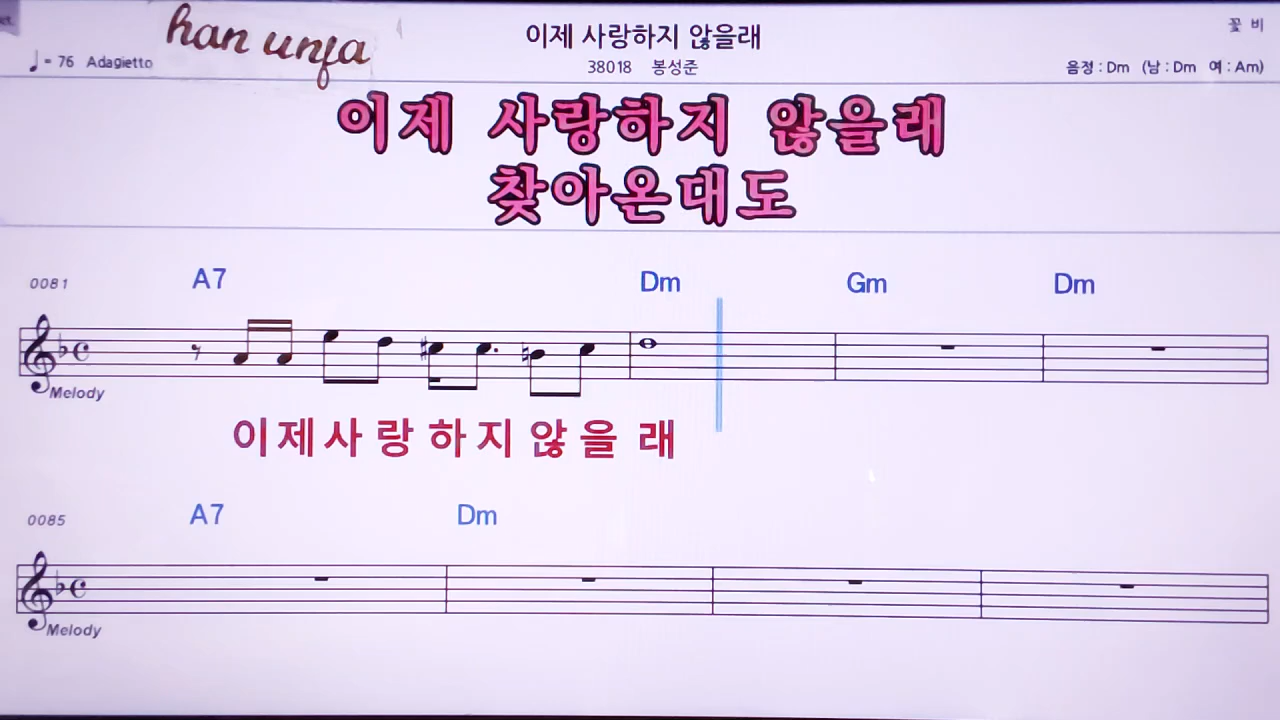 han unja
이제 사랑하지 않을래
꽃 비
♩= 76 Adagietto
38018 봉성준
음정 : Dm (남 : Dm 여 : Am)
이제 사랑하지 않을래
찾아온대도
0081 A7 Dm Gm Dm
Melody
이제사랑하지않을래
0085 A7 Dm
Melody